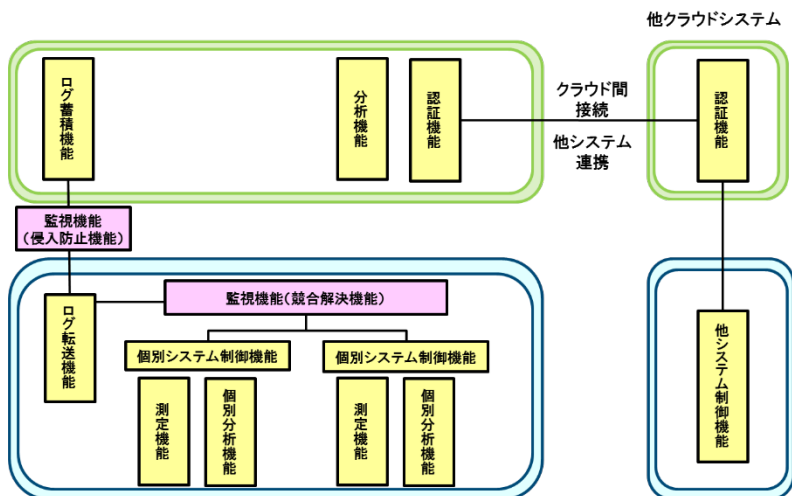 他クラウドシステム
ログ蓄積機能
分析機能
認証機能
クラウド間
接続
他システム
連携
認証機能
監視機能
（侵入防止機能）
ログ転送機能
監視機能（競合解決機能）
個別システム制御機能
個別システム制御機能
測定機能
個別分析機能
測定機能
個別分析機能
他システム制御機能